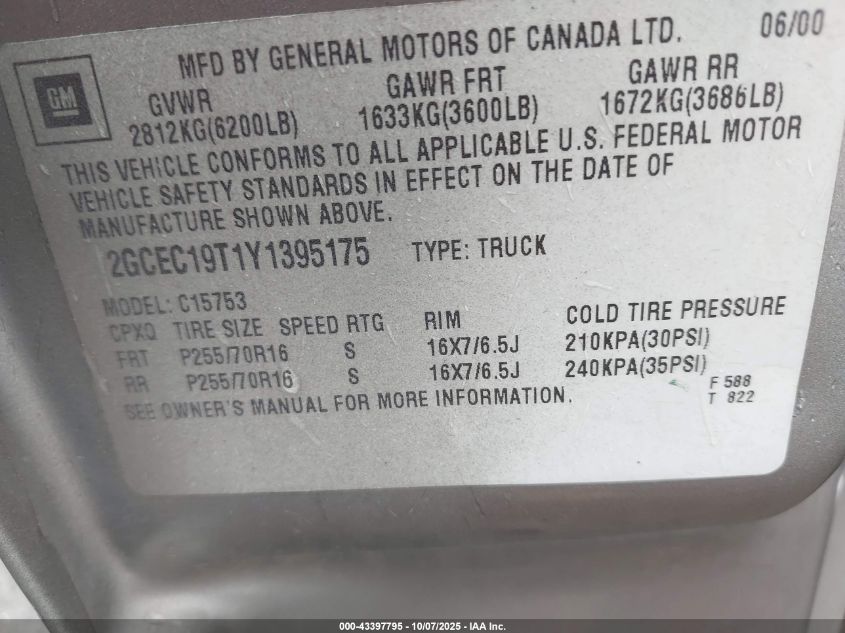 MFD BY GENERAL MOTORS OF CANADA LTD. 06/00
GM
GVWR GAWR FRT GAWR RR
2812KG(6200LB) 1633KG(3600LB) 1672KG(3686LB)
THIS VEHICLE CONFORMS TO ALL APPLICABLE U.S. FEDERAL MOTOR
VEHICLE SAFETY STANDARDS IN EFFECT ON THE DATE OF
MANUFACTURE SHOWN ABOVE.
2GCEC19T1Y1395175 TYPE: TRUCK
MODEL: C15753
CPXQ TIRE SIZE SPEED RTG RIM COLD TIRE PRESSURE
FRT P255/70R16 S 16X7/6.5J 210KPA(30PSI)
RR P255/70R16 S 16X7/6.5J 240KPA(35PSI)
SEE OWNER'S MANUAL FOR MORE INFORMATION.
F 588
T 822
000-43397795 - 10/07/2025 - IAA Inc.